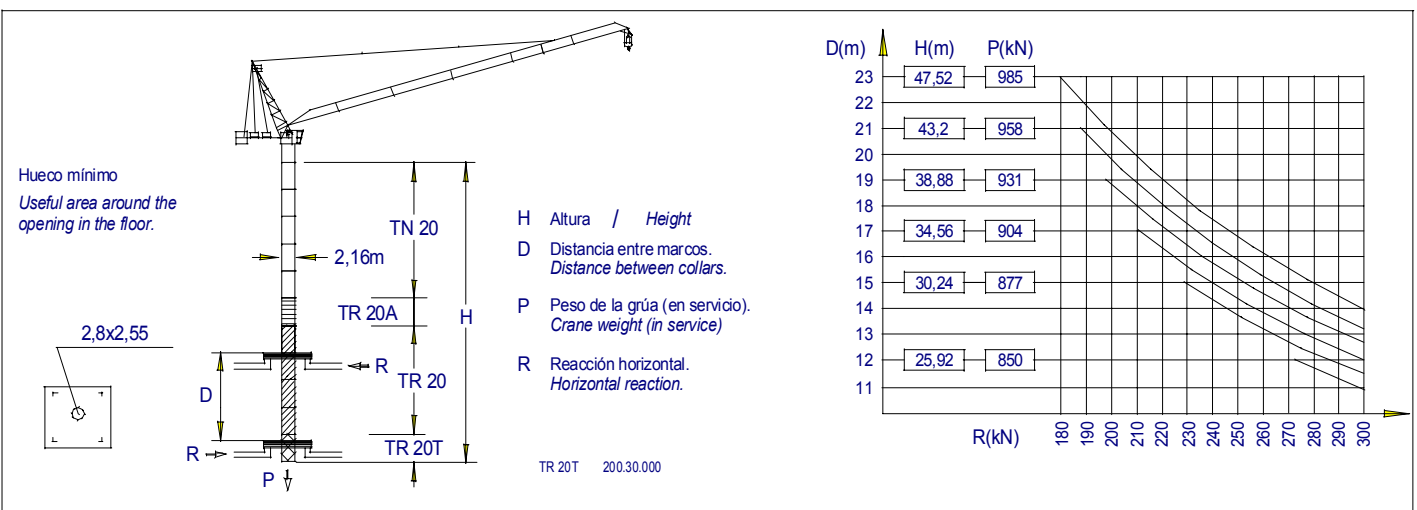 Hueco mínimo
Useful area around the
opening in the floor.
2,8x2,55
2,16m
TN 20
TR 20A
H
TR 20
TR 20T
D
R
R
P
H Altura / Height
D Distancia entre marcos.
Distance between collars.
P Peso de la grúa (en servicio).
Crane weight (in service)
R Reacción horizontal.
Horizontal reaction.
TR 20T 200.30.000
D(m) H(m) P(kN)
23 47,52 985
22
21 43,2 958
20
19 38,88 931
18
17 34,56 904
16
15 30,24 877
14
13
12 25,92 850
11
R(kN) 180 190 200 210 220 230 240 250 260 270 280 290 300